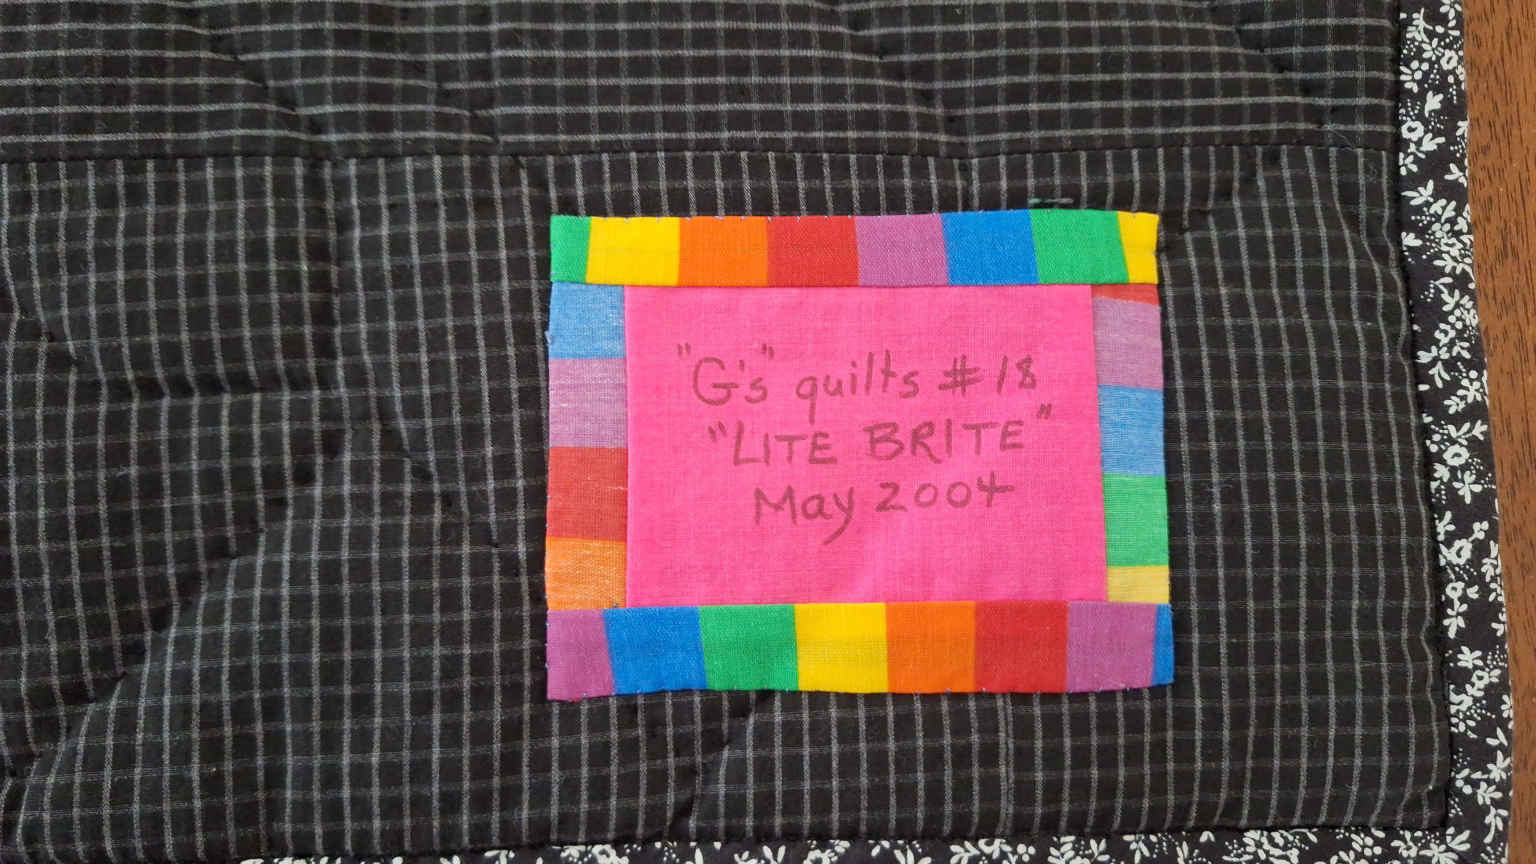 "G's" quilts #18
"LITE BRITE"
May 2004